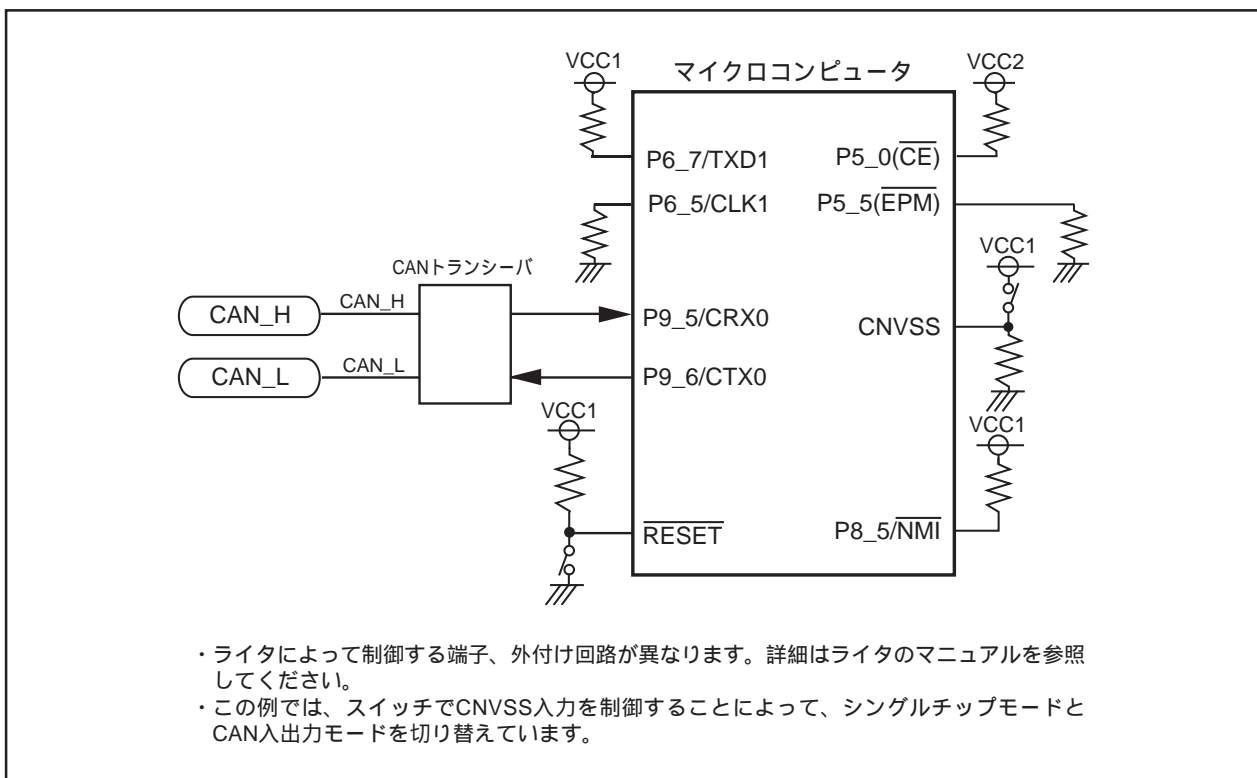 VCC1
マイクロコンピュータ
VCC2
P6_7/TXD1
P5_0(CE)
P6_5/CLK1
P5_5(EPM)
VCC1
CANトランシーバ
CAN_H
CAN_H
P9_5/CRX0
CNVSS
CAN_L
CAN_L
P9_6/CTX0
VCC1
VCC1
RESET
P8_5/NMI
・ライタによって制御する端子、外付け回路が異なります。詳細はライタのマニュアルを参照
してください。
・この例では、スイッチでCNVSS入力を制御することによって、シングルチップモードと
CAN入出力モードを切り替えています。